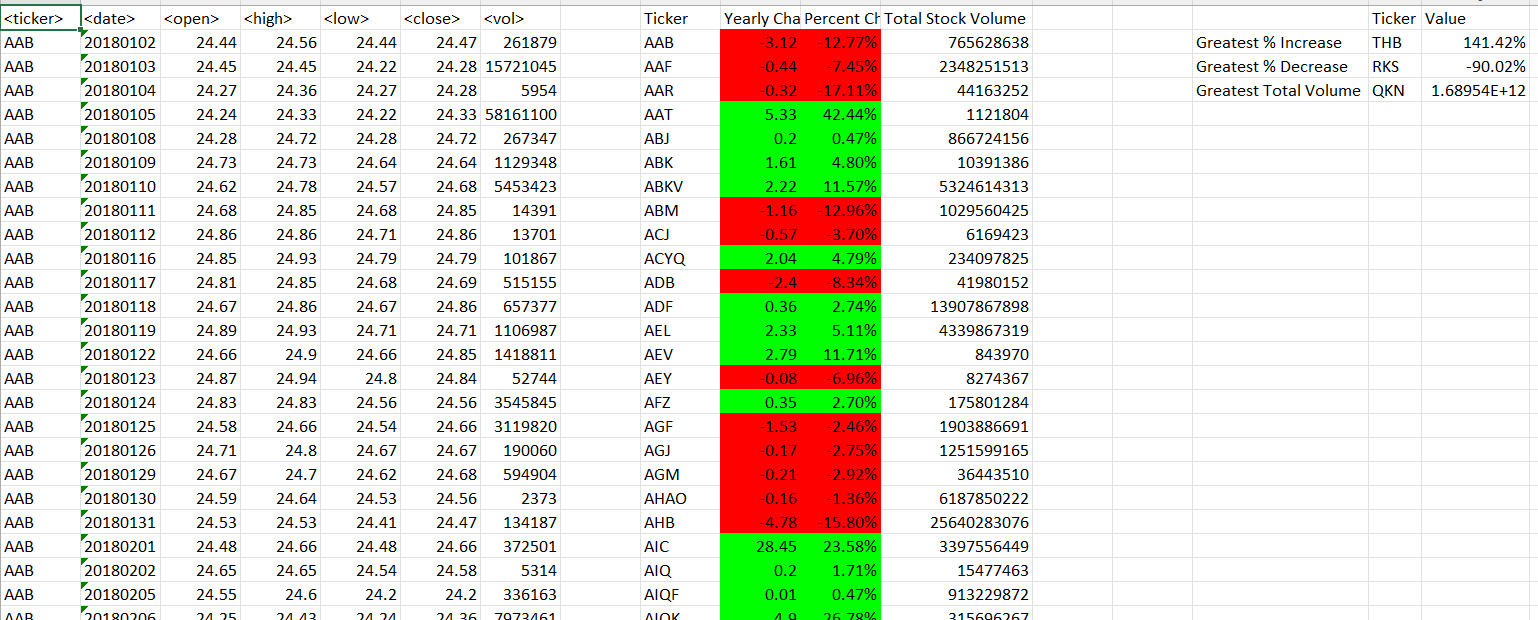 <ticker> <date> <open> <high> <low> <close> <vol> Ticker Yearly Cha Percent Ch Total Stock Volume Ticker Value
AAB 20180102 24.44 24.56 24.44 24.47 261879 AAB -3.12 -12.77% 765628638 Greatest % Increase THB 141.42%
AAB 20180103 24.45 24.45 24.22 24.28 15721045 AAF -0.44 -7.45% 2348251513 Greatest % Decrease RKS -90.02%
AAB 20180104 24.27 24.36 24.27 24.28 5954 AAR -0.32 -17.11% 44163252 Greatest Total Volume QKN 1.68954E+12
AAB 20180105 24.24 24.33 24.22 24.33 58161100 AAT 5.33 42.44% 1121804
AAB 20180108 24.28 24.72 24.28 24.72 267347 ABJ 0.2 0.47% 866724156
AAB 20180109 24.73 24.73 24.64 24.64 1129348 ABK 1.61 4.80% 10391386
AAB 20180110 24.62 24.78 24.57 24.68 5453423 ABKV 2.22 11.57% 5324614313
AAB 20180111 24.68 24.85 24.68 24.85 14391 ABM -1.16 -12.96% 1029560425
AAB 20180112 24.86 24.86 24.71 24.86 13701 ACJ -0.57 -3.70% 6169423
AAB 20180116 24.85 24.93 24.79 24.79 101867 ACYQ 2.04 4.79% 234097825
AAB 20180117 24.81 24.85 24.68 24.69 515155 ADB -2.4 -8.34% 41980152
AAB 20180118 24.67 24.86 24.67 24.86 657377 ADF 0.36 2.74% 13907867898
AAB 20180119 24.89 24.93 24.71 24.71 1106987 AEL 2.33 5.11% 4339867319
AAB 20180122 24.66 24.9 24.66 24.85 1418811 AEV 2.79 11.71% 843970
AAB 20180123 24.87 24.94 24.8 24.84 52744 AEY -0.08 -6.96% 8274367
AAB 20180124 24.83 24.83 24.56 24.56 3545845 AFZ 0.35 2.70% 175801284
AAB 20180125 24.58 24.66 24.54 24.66 3119820 AGF -1.53 -2.46% 1903886691
AAB 20180126 24.71 24.8 24.67 24.67 190060 AGJ -0.17 -2.75% 1251599165
AAB 20180129 24.67 24.7 24.62 24.68 594904 AGM -0.21 -2.92% 36443510
AAB 20180130 24.59 24.64 24.53 24.56 2373 AHAO -0.16 -1.36% 6187850222
AAB 20180131 24.53 24.53 24.41 24.47 134187 AHB -4.78 -15.80% 25640283076
AAB 20180201 24.48 24.66 24.48 24.66 372501 AIC 28.45 23.58% 3397556449
AAB 20180202 24.65 24.65 24.54 24.58 5314 AIQ 0.2 1.71% 15477463
AAB 20180205 24.55 24.6 24.2 24.2 336163 AIQF 0.01 0.47% 913229872
AAB 20180206 24.25 24.43 24.24 24.36 7973461 AIQK 4.9 26.78% 315696267